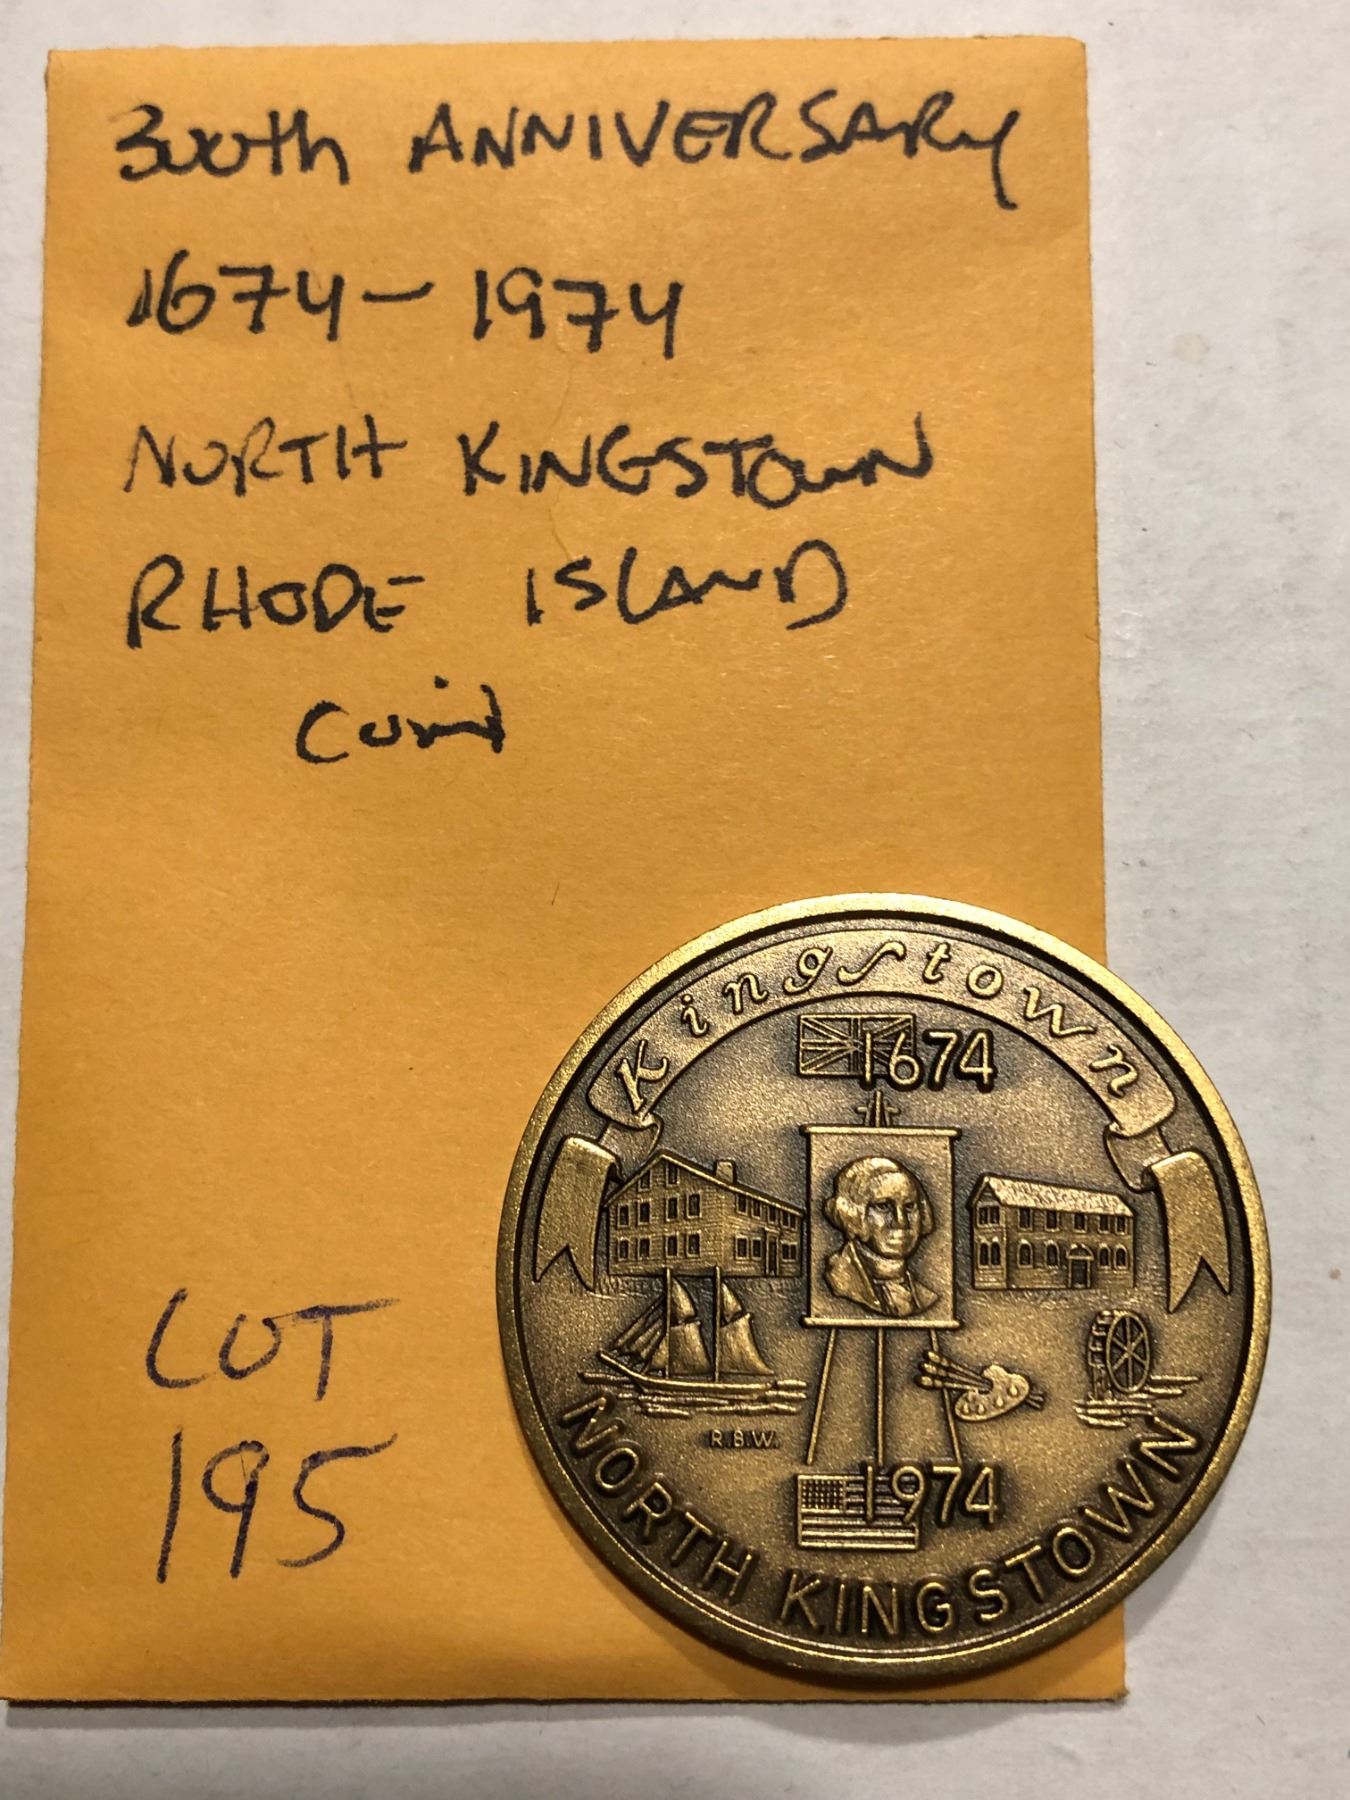 300th ANNIVERSARY
1674 - 1974
NORTH KINGSTOWN
RHODE ISLAND
Coin
LOT
195
Kingstown
1674
R.B.W.
1974
NORTH KINGSTOWN